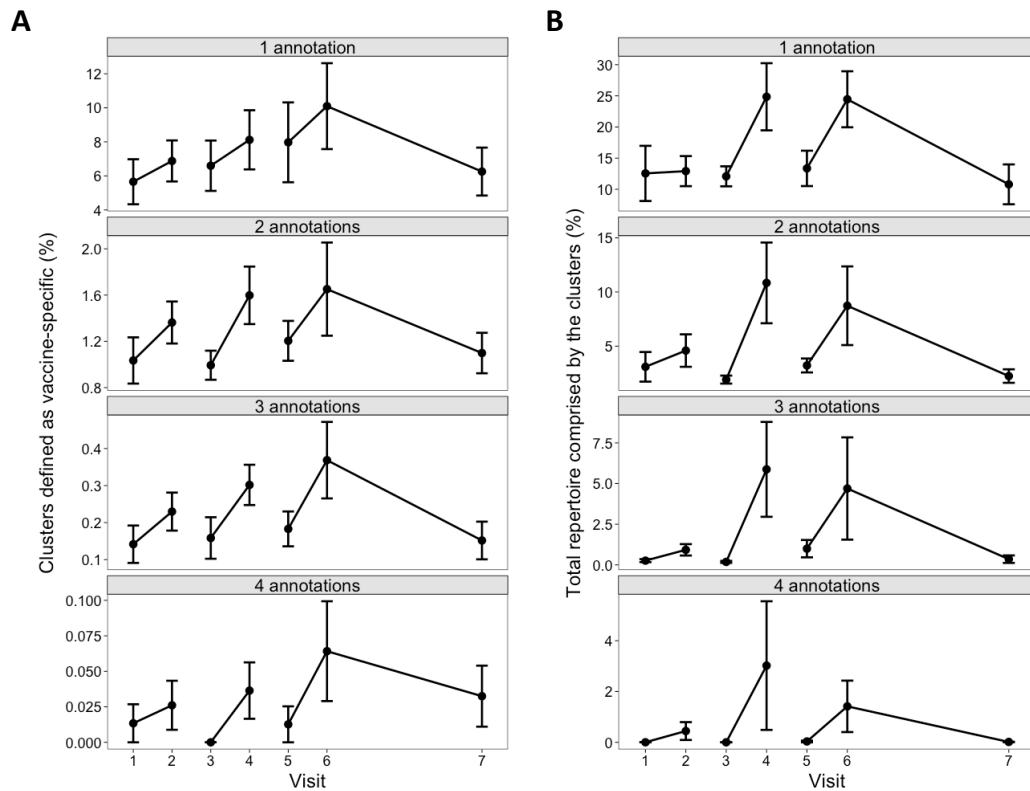 A
Clusters defined as vaccine-specific (%)
1 annotation
12
10
8
6
4
2 annotations
2.0
1.6
1.2
0.8
3 annotations
0.4
0.3
0.2
0.1
4 annotations
0.100
0.075
0.050
0.025
0.000
1 2 3 4 5 6 7
Visit
B
Total repertoire comprised by the clusters (%)
1 annotation
30
25
20
15
10
2 annotations
15
10
5
3 annotations
7.5
5.0
2.5
0.0
4 annotations
4
2
0
1 2 3 4 5 6 7
Visit